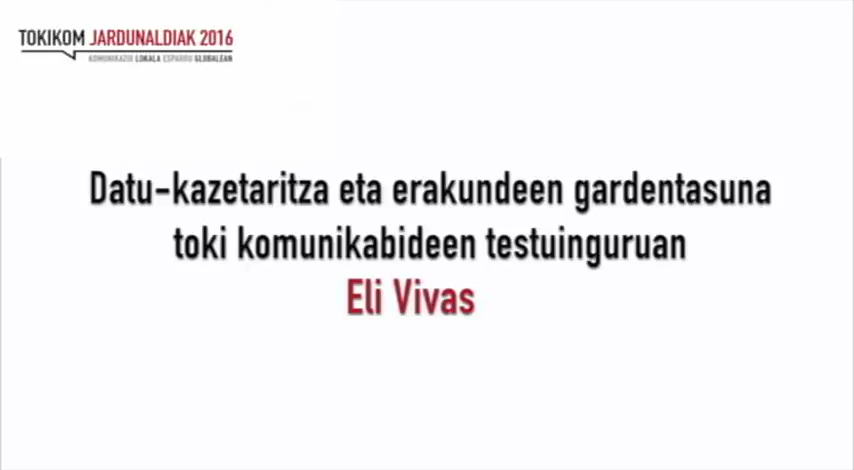 TOKIKOM JARDUNALDIAK 2016
KOMUNIKAZIO LOKALA ESPARRU GLOBALEAN
Datu-kazetaritza eta erakundeen gardentasuna
toki komunikabideen testuinguruan
Eli Vivas